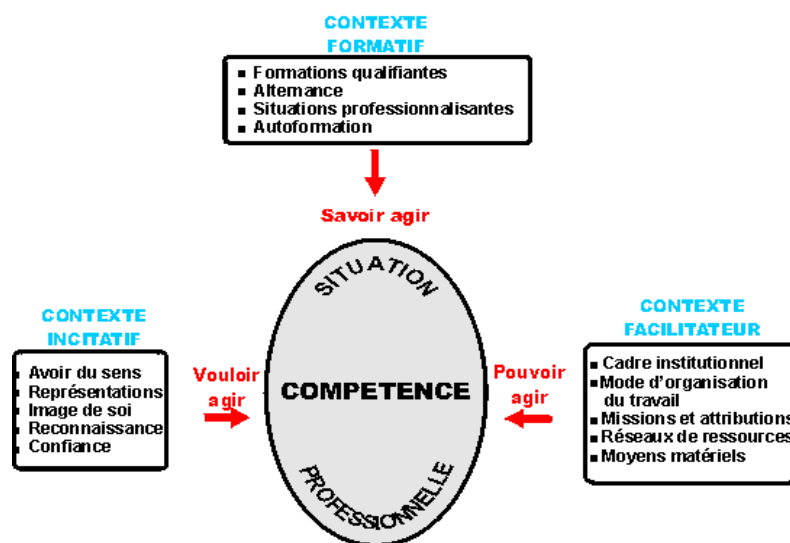 CONTEXTE
FORMATIF
▪ Formations qualifiantes
▪ Alternance
▪ Situations professionnalisantes
▪ Autoformation
Savoir agir
SITUATION
CONTEXTE
INCITATIF
▪ Avoir du sens
▪ Représentations
▪ Image de soi
▪ Reconnaissance
▪ Confiance
Vouloir
agir
COMPETENCE
Pouvoir
agir
CONTEXTE
FACILITATEUR
▪ Cadre institutionnel
▪ Mode d'organisation
du travail
▪ Missions et attributions
▪ Réseaux de ressources
▪ Moyens matériels
PROFESSIONNELLE